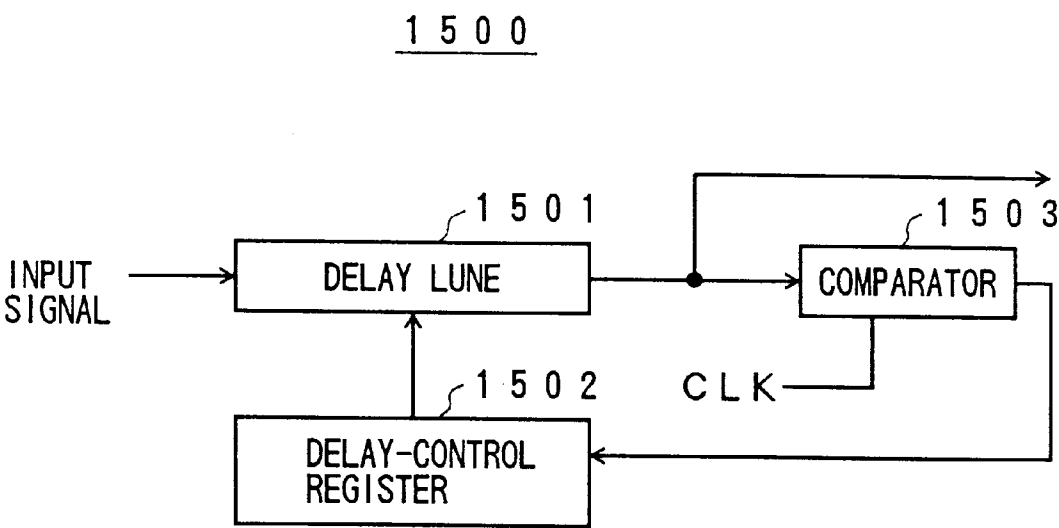 1500
1501
1503
INPUT
SIGNAL
DELAY LUNE
COMPARATOR
1502
CLK
DELAY-CONTROL
REGISTER